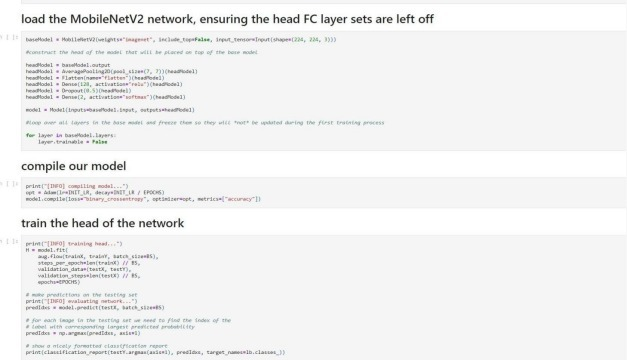 load the MobileNetV2 network, ensuring the head FC layer sets are left off
baseModel = MobileNetV2(weights="imagenet", include_top=False, input_tensor=Input(shape=(224, 224, 3)))
#construct the head of the model that will be placed on top of the base model
headModel = baseModel.output
headModel = AveragePooling2D(pool_size=(7, 7))(headModel)
headModel = Flatten(name="flatten")(headModel)
headModel = Dense(128, activation="relu")(headModel)
headModel = Dropout(0.5)(headModel)
headModel = Dense(2, activation="softmax")(headModel)
model = Model(inputs=baseModel.input, outputs=headModel)
#loop over all layers in the base model and freeze them so they will *not* be updated during the first training process
for layer in baseModel.layers:
layer.trainable = False
compile our model
[ ]: print("[INFO] compiling model...")
opt = Adam(lr=INIT_LR, decay=INIT_LR / EPOCHS)
model.compile(loss="binary_crossentropy", optimizer=opt, metrics=["accuracy"])
train the head of the network
[ ]: print("[INFO] training head...")
H = model.fit(
aug.flow(trainX, trainY, batch_size=BS),
steps_per_epoch=len(trainX) // BS,
validation_data=(testX, testY),
validation_steps=len(testX) // BS,
epochs=EPOCHS)
# make predictions on the testing set
print("[INFO] evaluating network...")
predIdxs = model.predict(testX, batch_size=BS)
# for each image in the testing set we need to find the index of the
# label with corresponding largest predicted probability
predIdxs = np.argmax(predIdxs, axis=1)
# show a nicely formatted classification report
print(classification_report(testY.argmax(axis=1), predIdxs, target_names=lb.classes_))